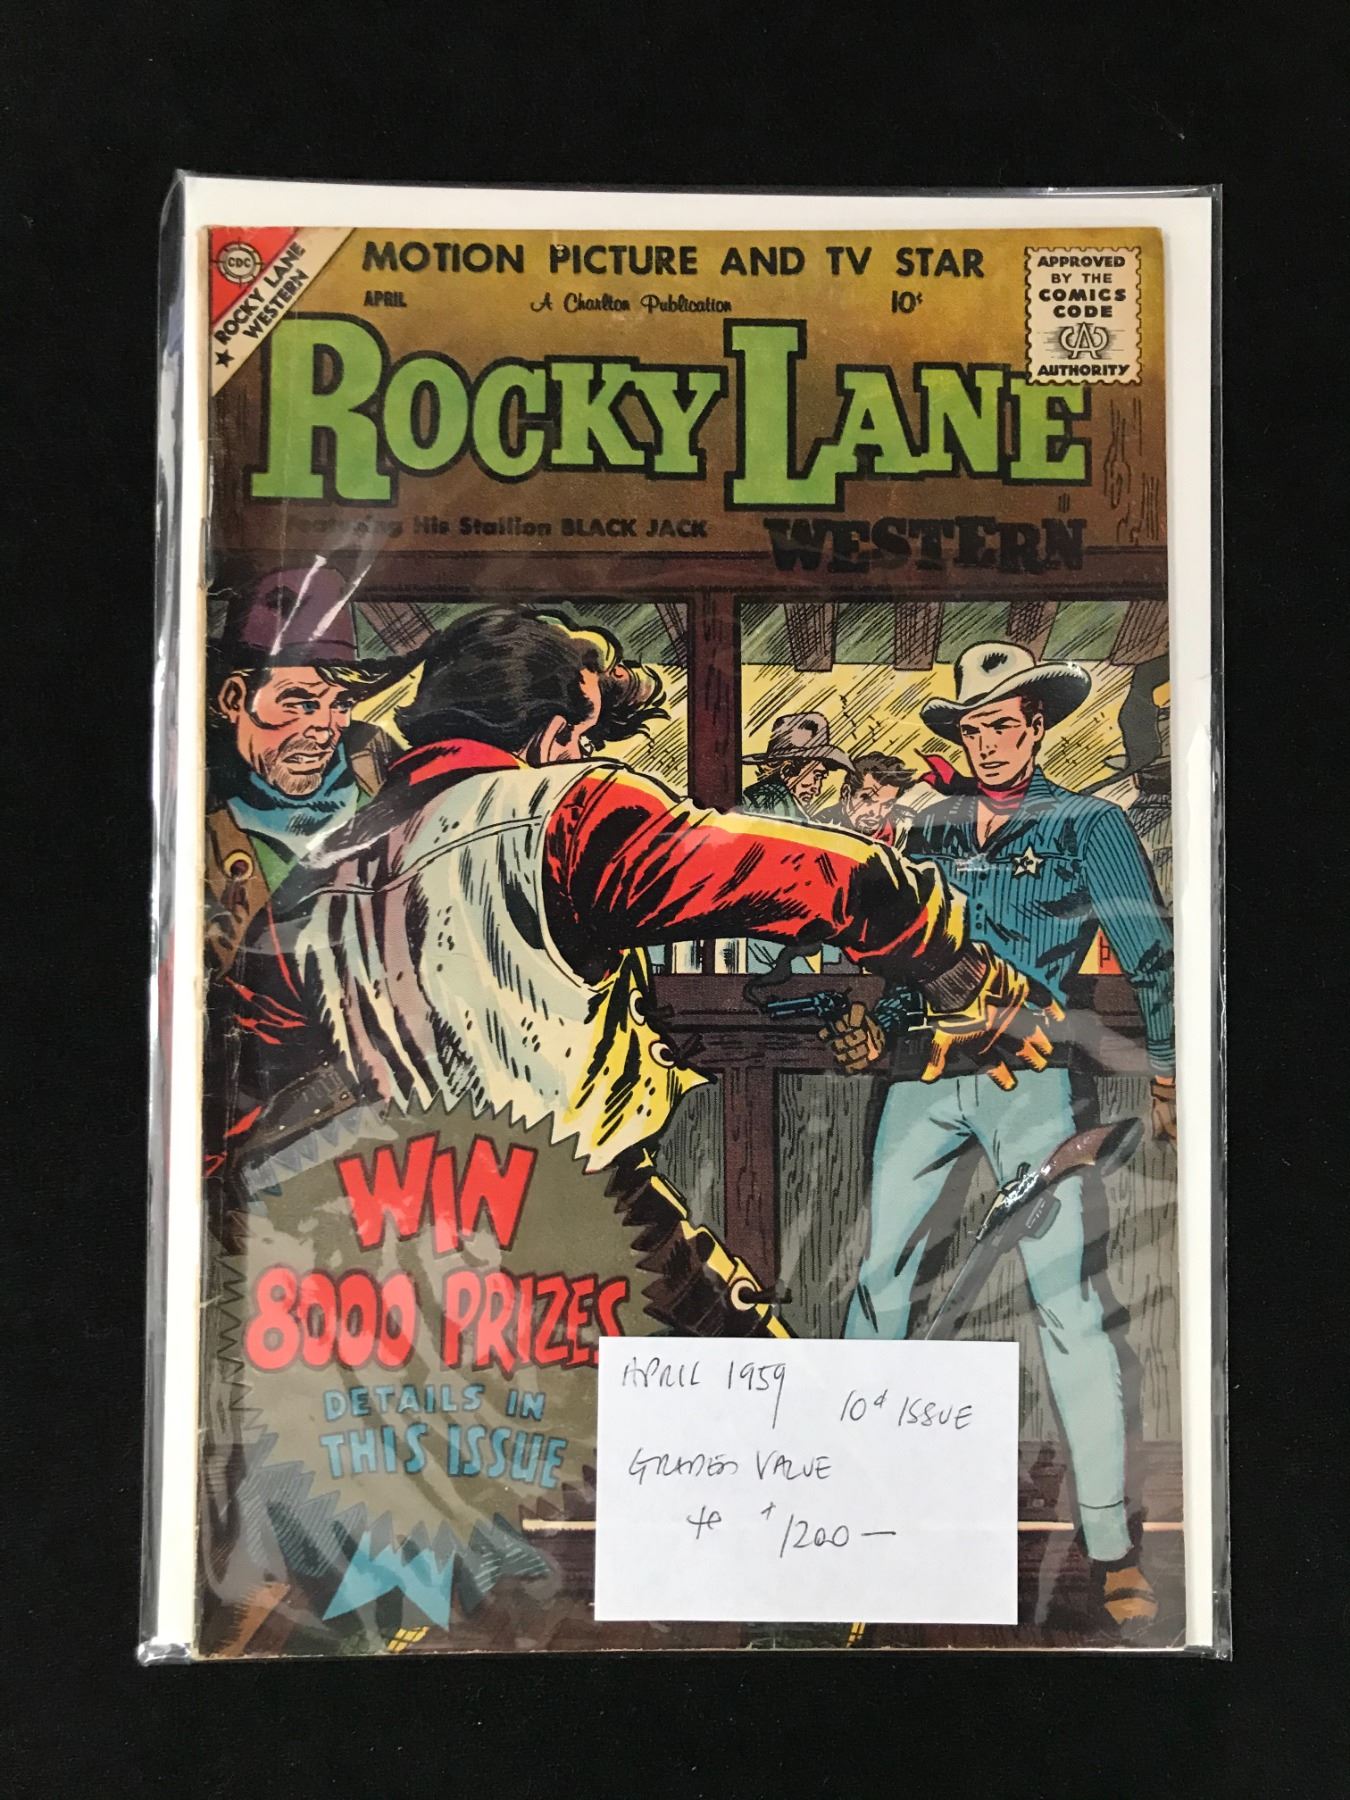 CDC
★ ROCKY LANE
WESTERN
MOTION PICTURE AND TV STAR
APRIL
A Charlton Publication
10¢
APPROVED
BY THE
COMICS
CODE
CA
AUTHORITY
ROCKY LANE
Featuring His Stallion BLACK JACK
WESTERN
WIN
8000 PRIZES
DETAILS IN
THIS ISSUE
APRIL 1959
10¢ ISSUE
GRADED VALUE
$1200—